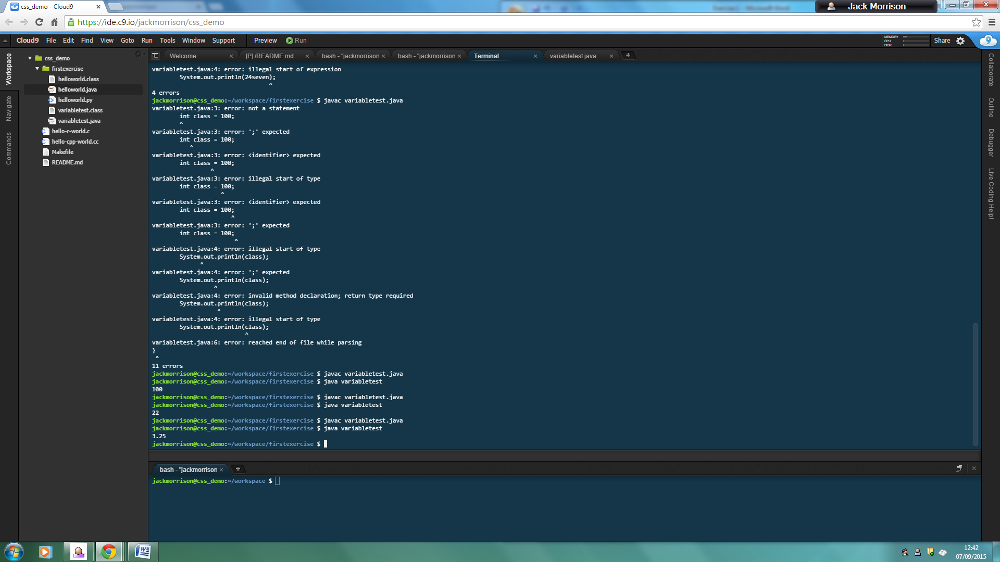 css_demo - Cloud9
Jack Morrison
https://ide.c9.io/jackmorrison/css_demo
Cloud9 File Edit Find View Goto Run Tools Window Support Preview Run MEMORY CPU DISK Share
Workspace
Navigate
Commands
css_demo
firstexercise
helloworld.class
helloworld.java
helloworld.py
variabletest.class
variabletest.java
hello-c-world.c
hello-cpp-world.cc
Makefile
README.md
Welcome [P] /README.md bash - "jackmorrison bash - "jackmorrison Terminal variabletest.java
variabletest.java:4: error: illegal start of expression
System.out.println(24seven);
^
4 errors
jackmorrison@css_demo:~/workspace/firstexercise $ javac variabletest.java
variabletest.java:3: error: not a statement
int class = 100;
^
variabletest.java:3: error: ';' expected
int class = 100;
^
variabletest.java:3: error: <identifier> expected
int class = 100;
^
variabletest.java:3: error: illegal start of type
int class = 100;
^
variabletest.java:3: error: <identifier> expected
int class = 100;
^
variabletest.java:3: error: ';' expected
int class = 100;
^
variabletest.java:4: error: illegal start of type
System.out.println(class);
^
variabletest.java:4: error: ';' expected
System.out.println(class);
^
variabletest.java:4: error: invalid method declaration; return type required
System.out.println(class);
^
variabletest.java:4: error: illegal start of type
System.out.println(class);
^
variabletest.java:6: error: reached end of file while parsing
}
^
11 errors
jackmorrison@css_demo:~/workspace/firstexercise $ javac variabletest.java
jackmorrison@css_demo:~/workspace/firstexercise $ java variabletest
100
jackmorrison@css_demo:~/workspace/firstexercise $ javac variabletest.java
jackmorrison@css_demo:~/workspace/firstexercise $ java variabletest
22
jackmorrison@css_demo:~/workspace/firstexercise $ javac variabletest.java
jackmorrison@css_demo:~/workspace/firstexercise $ java variabletest
3.25
jackmorrison@css_demo:~/workspace/firstexercise $
bash - "jackmorrison
jackmorrison@css_demo:~/workspace $
Collaborate
Outline
Debugger
Live Coding Help!
12:42
07/09/2015